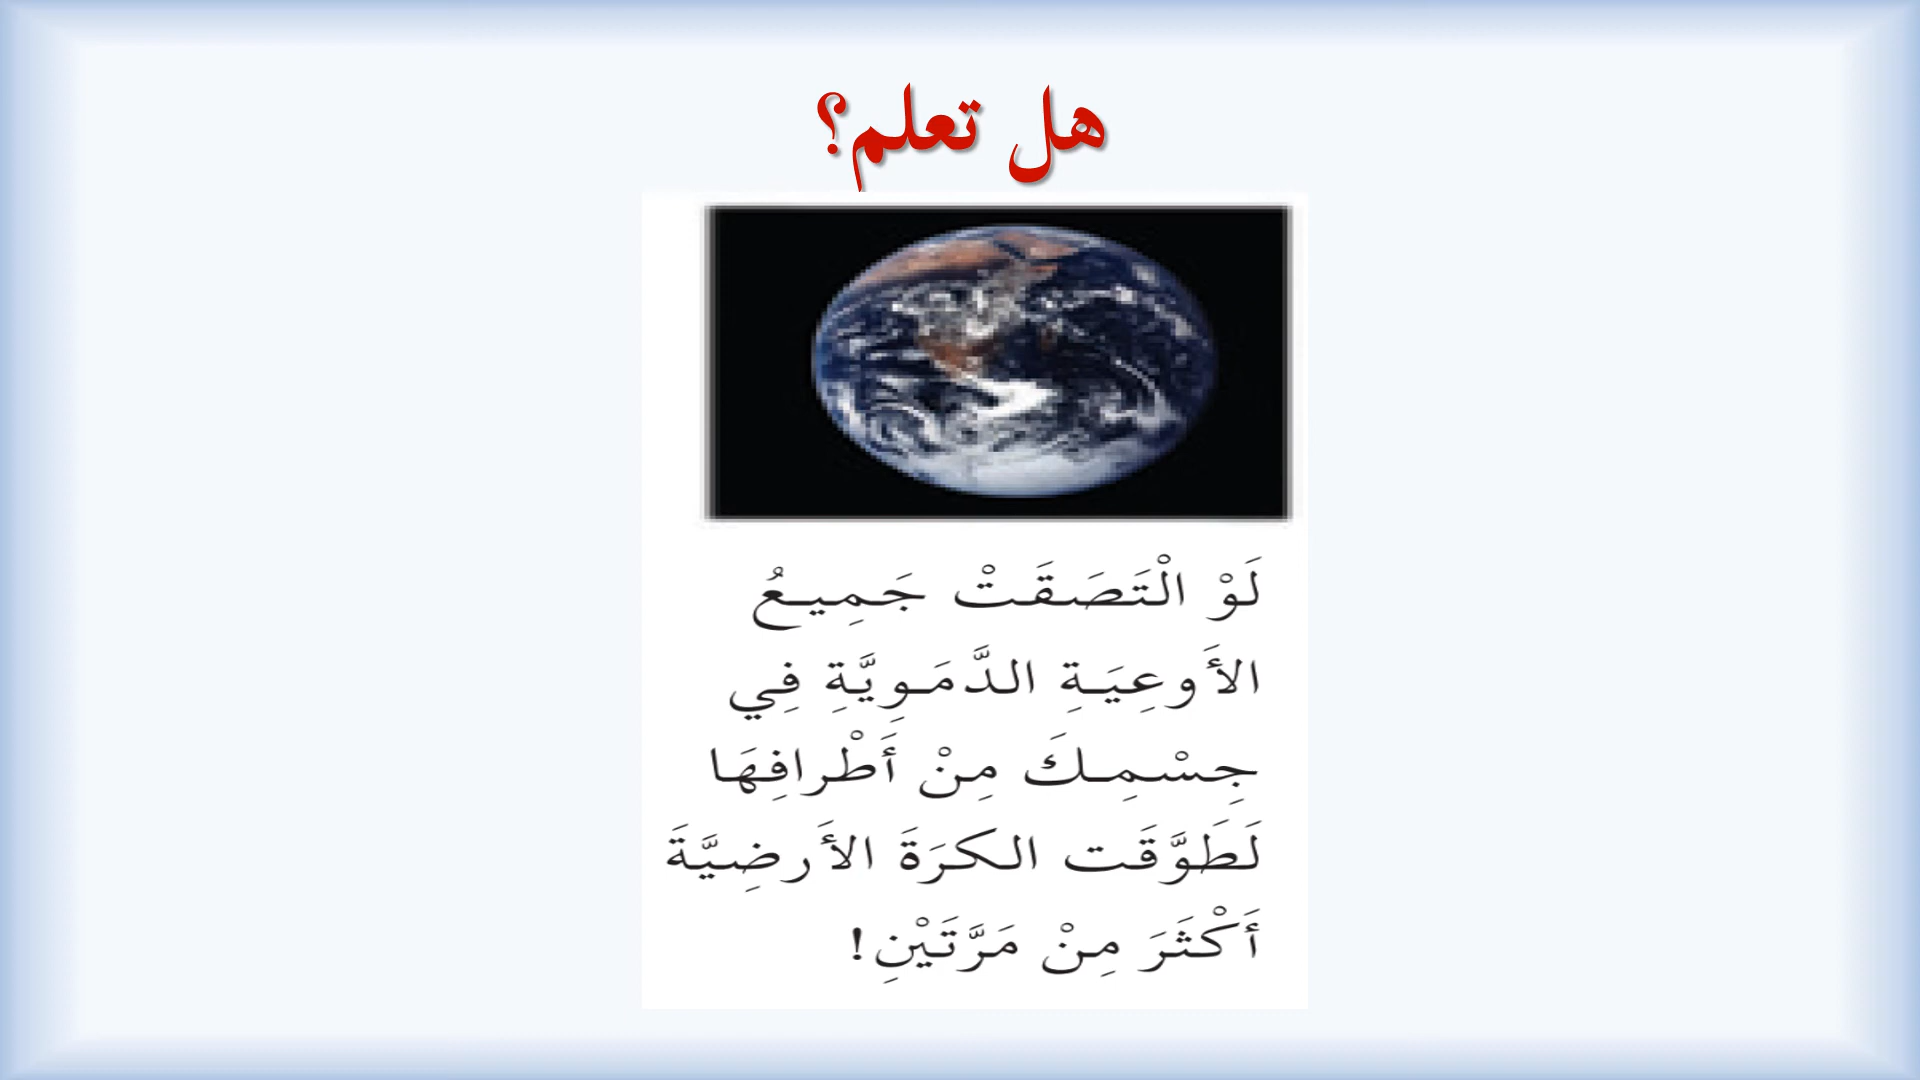 هل تعلم؟
لَوْ الْتَصَقَتْ جَمِيعُ
الأَوعِيَةِ الدَّمَوِيَّةِ فِي
جِسْمِكَ مِنْ أَطْرافِهَا
لَطَوَّقَت الكرَةَ الأَرضِيَّةَ
أَكْثَرَ مِنْ مَرَّتَيْنِ!